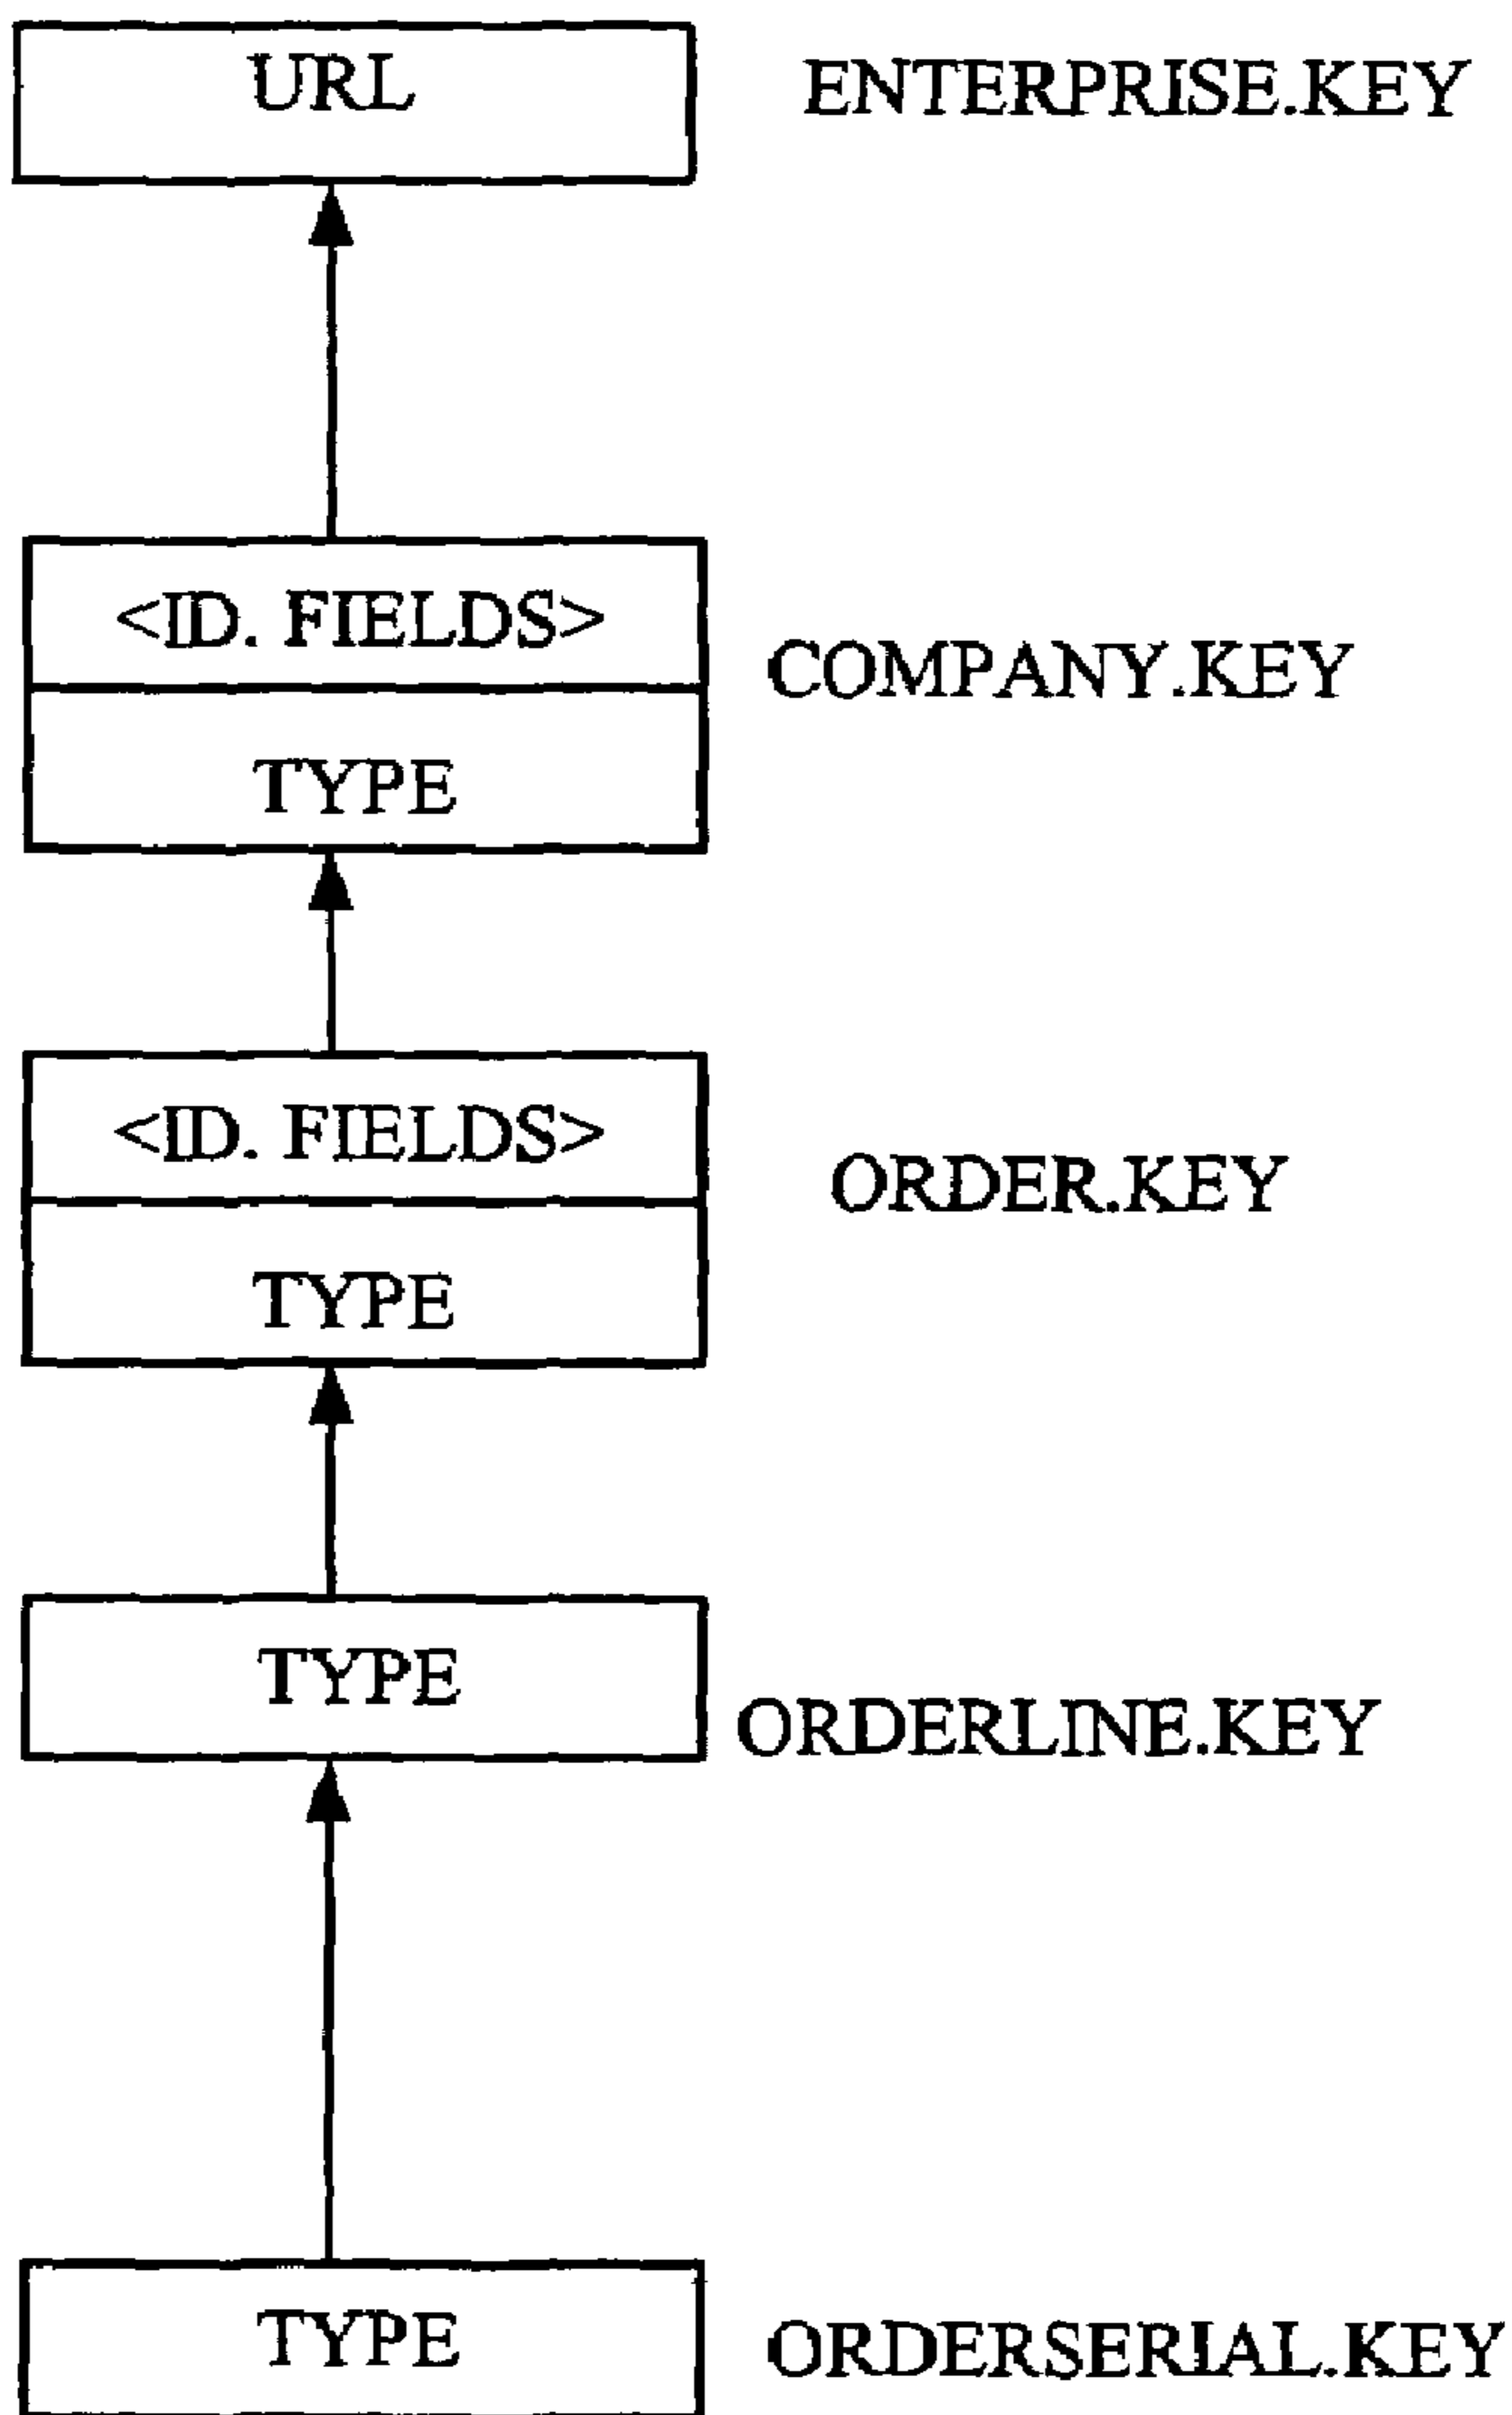 URL
ENTERPRISE.KEY
<ID. FIELDS>
COMPANY.KEY
TYPE
<ID. FIELDS>
ORDER.KEY
TYPE
TYPE
ORDERLINE.KEY
TYPE
ORDERSERIAL.KEY